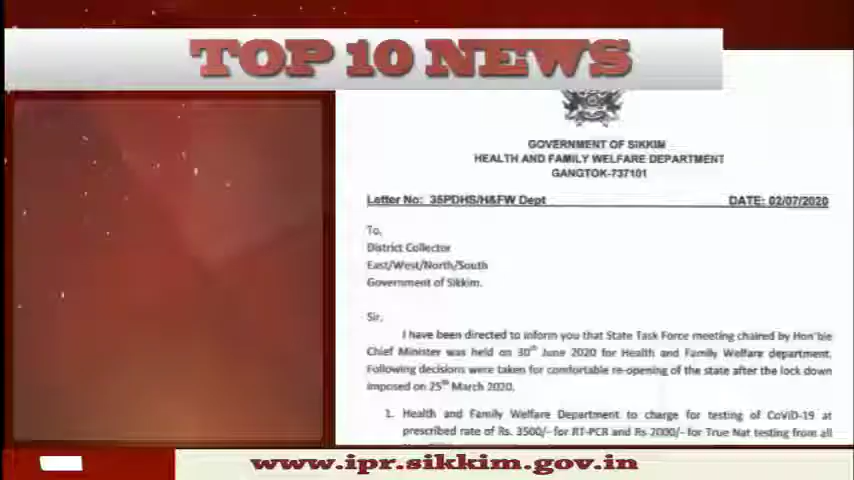 TOP 10 NEWS
GOVERNMENT OF SIKKIM
HEALTH AND FAMILY WELFARE DEPARTMENT
GANGTOK-737101
Letter No: 35PDHS/H&FW Dept DATE: 02/07/2020
To,
District Collector
East/West/North/South
Government of Sikkim.
Sir,
I have been directed to inform you that State Task Force meeting chaired by Hon'ble
Chief Minister was held on 30th June 2020 for Health and Family Welfare department.
Following decisions were taken for comfortable re-opening of the state after the lock down
imposed on 25th March 2020.
1. Health and Family Welfare Department to charge for testing of CoViD-19 at
prescribed rate of Rs. 3500/- for RT-PCR and Rs 2000/- for True Nat testing from all
www.ipr.sikkim.gov.in